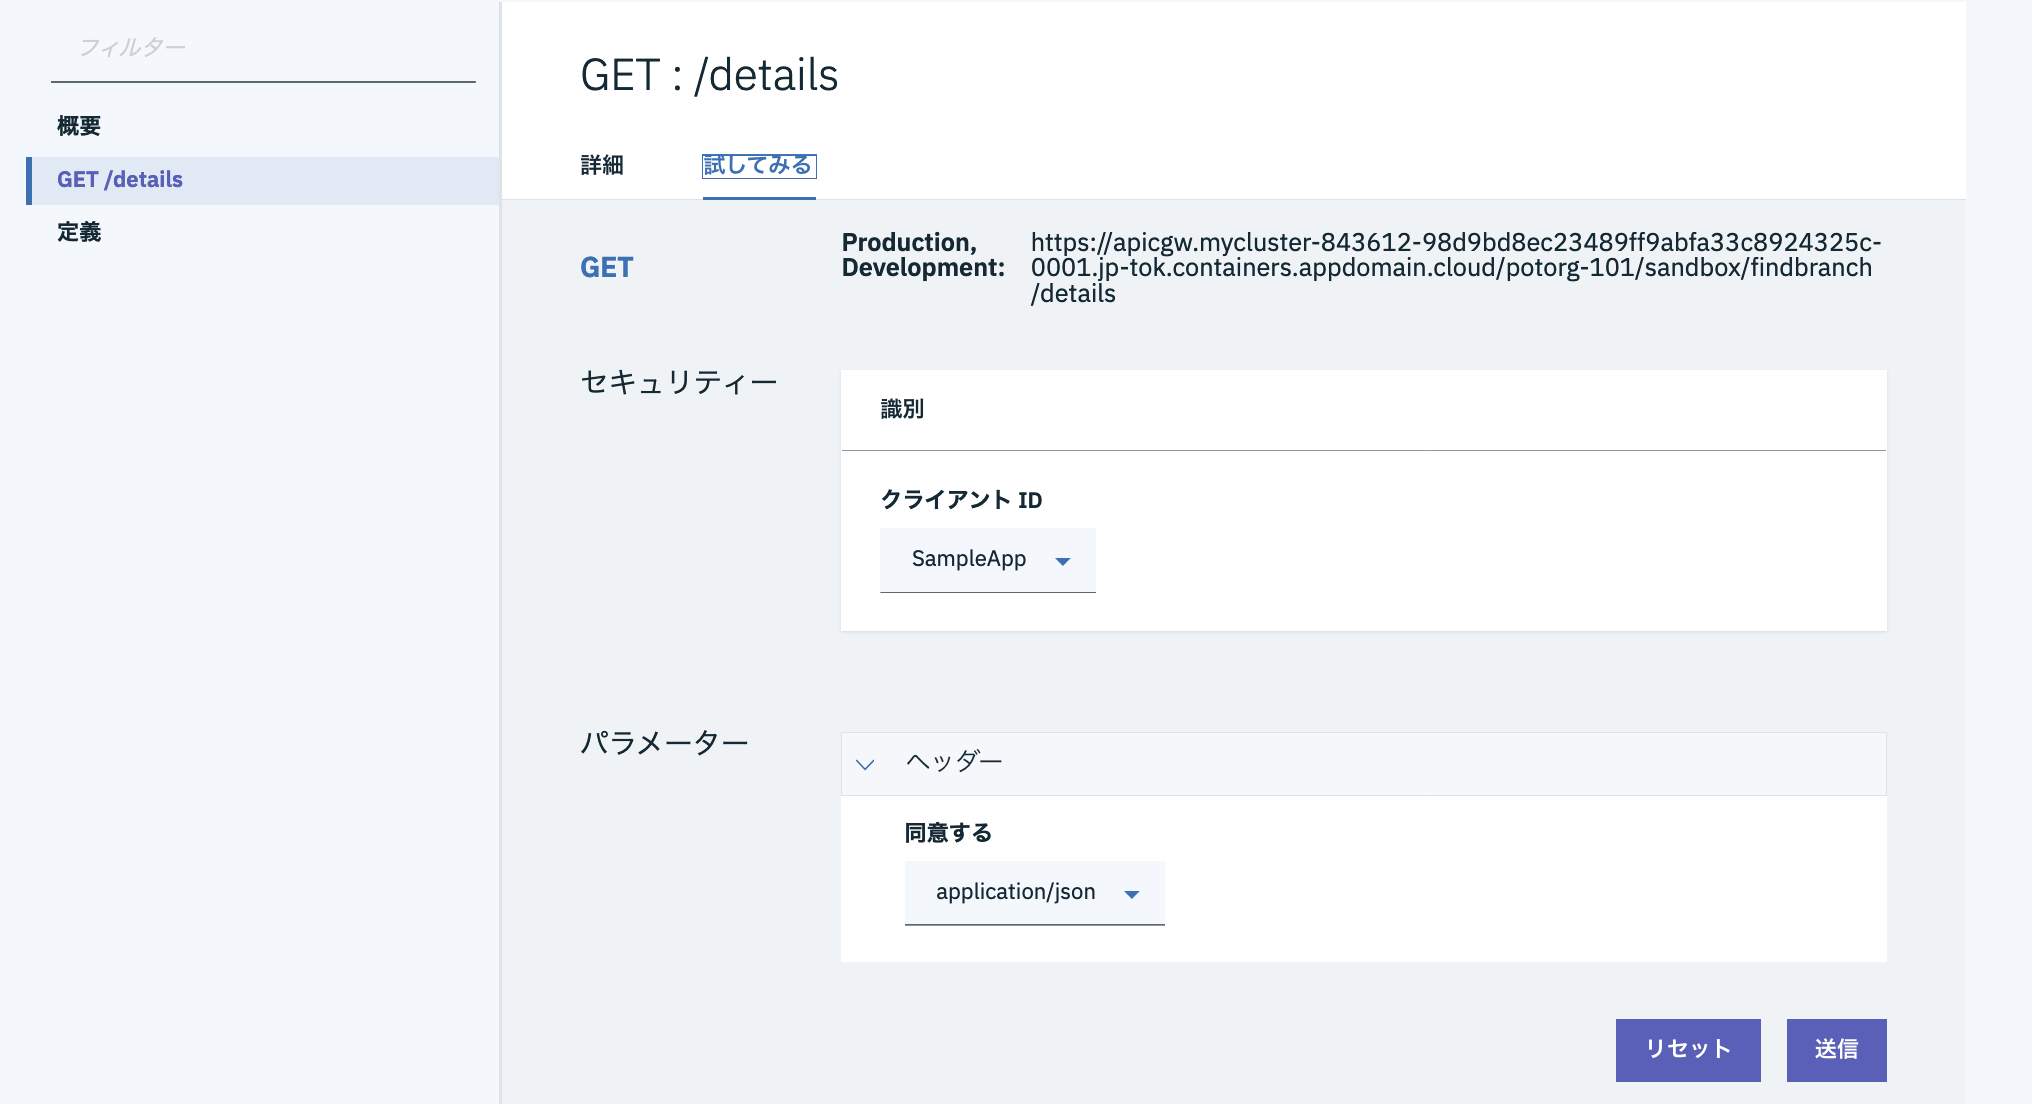 フィルター
概要
GET /details
定義
GET : /details
詳細
試してみる
GET
Production,
Development:
https://apicgw.mycluster-843612-98d9bd8ec23489ff9abfa33c8924325c-
0001.jp-tok.containers.appdomain.cloud/potorg-101/sandbox/findbranch
/details
セキュリティー
識別
クライアント ID
SampleApp
パラメーター
ヘッダー
同意する
application/json
リセット
送信